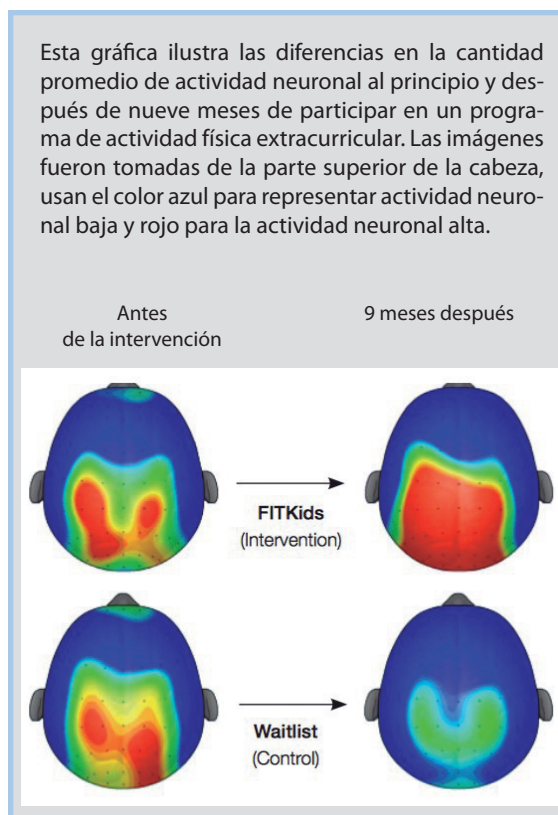 Esta gráfica ilustra las diferencias en la cantidad
promedio de actividad neuronal al principio y des-
pués de nueve meses de participar en un progra-
ma de actividad física extracurricular. Las imágenes
fueron tomadas de la parte superior de la cabeza,
usan el color azul para representar actividad neuro-
nal baja y rojo para la actividad neuronal alta.
Antes
de la intervención
9 meses después
FITKids
(Intervention)
Waitlist
(Control)